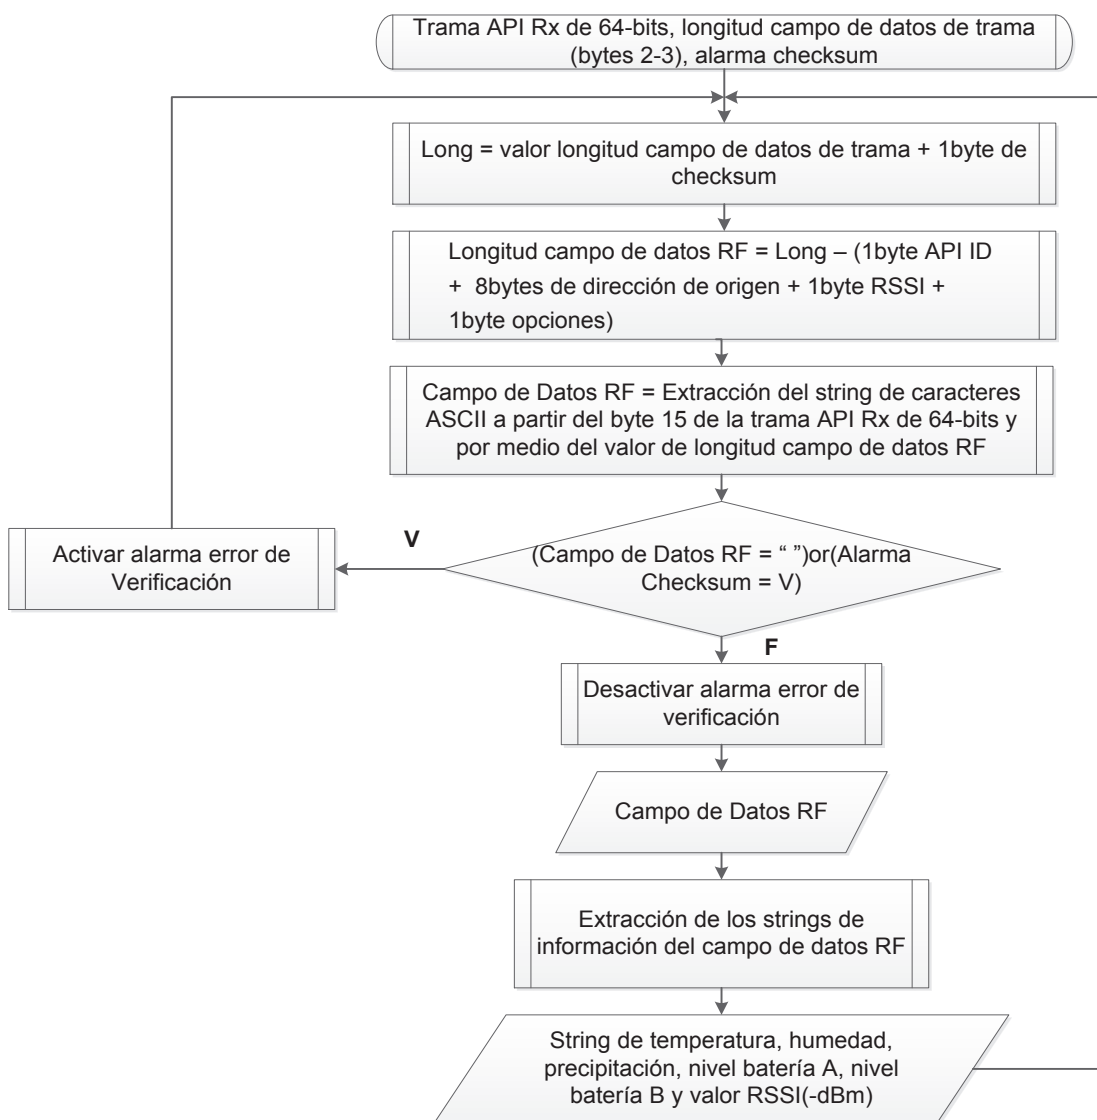 Trama API Rx de 64-bits, longitud campo de datos de trama
(bytes 2-3), alarma checksum
Long = valor longitud campo de datos de trama + 1byte de
checksum
Longitud campo de datos RF = Long – (1byte API ID
+ 8bytes de dirección de origen + 1byte RSSI +
1byte opciones)
Campo de Datos RF = Extracción del string de caracteres
ASCII a partir del byte 15 de la trama API Rx de 64-bits y
por medio del valor de longitud campo de datos RF
V
Activar alarma error de
Verificación
(Campo de Datos RF = “ ”)or(Alarma
Checksum = V)
F
Desactivar alarma error de
verificación
Campo de Datos RF
Extracción de los strings de
información del campo de datos RF
String de temperatura, humedad,
precipitación, nivel batería A, nivel
batería B y valor RSSI(-dBm)